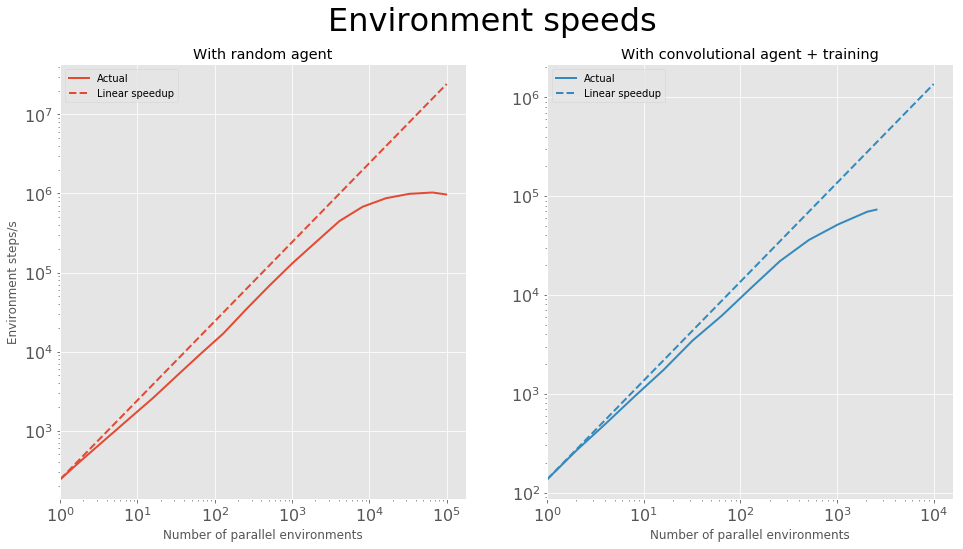 Environment speeds
With random agent
Actual
Linear speedup
10⁷
10⁶
10⁵
10⁴
10³
Environment steps/s
10⁰
10¹
10²
10³
10⁴
10⁵
Number of parallel environments
With convolutional agent + training
Actual
Linear speedup
10⁶
10⁵
10⁴
10³
10²
10⁰
10¹
10²
10³
10⁴
Number of parallel environments